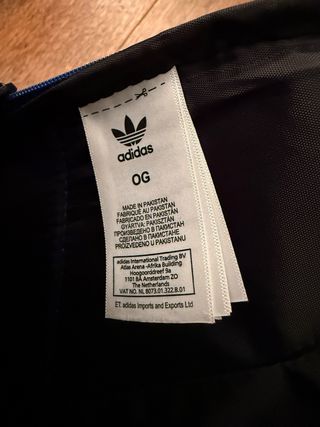 adidas
OG
MADE IN PAKISTAN
FABRIQUÉ AU PAKISTAN
FABRICADO EN PAKISTÁN
GYÁRTVA: PAKISZTÁN
ПРОИЗВЕДЕНО В ПАКИСТАН
СДЕЛАНО В ПАКИСТАНЕ
PROIZVEDENO U PAKISTANU
adidas International Trading BV
Atlas Arena -Afrika Building
Hoogoorddreef 9a
1101 BA Amsterdam ZO
The Netherlands
VAT NO. NL 8073.01.322.B.01
ET. adidas Imports and Exports Ltd